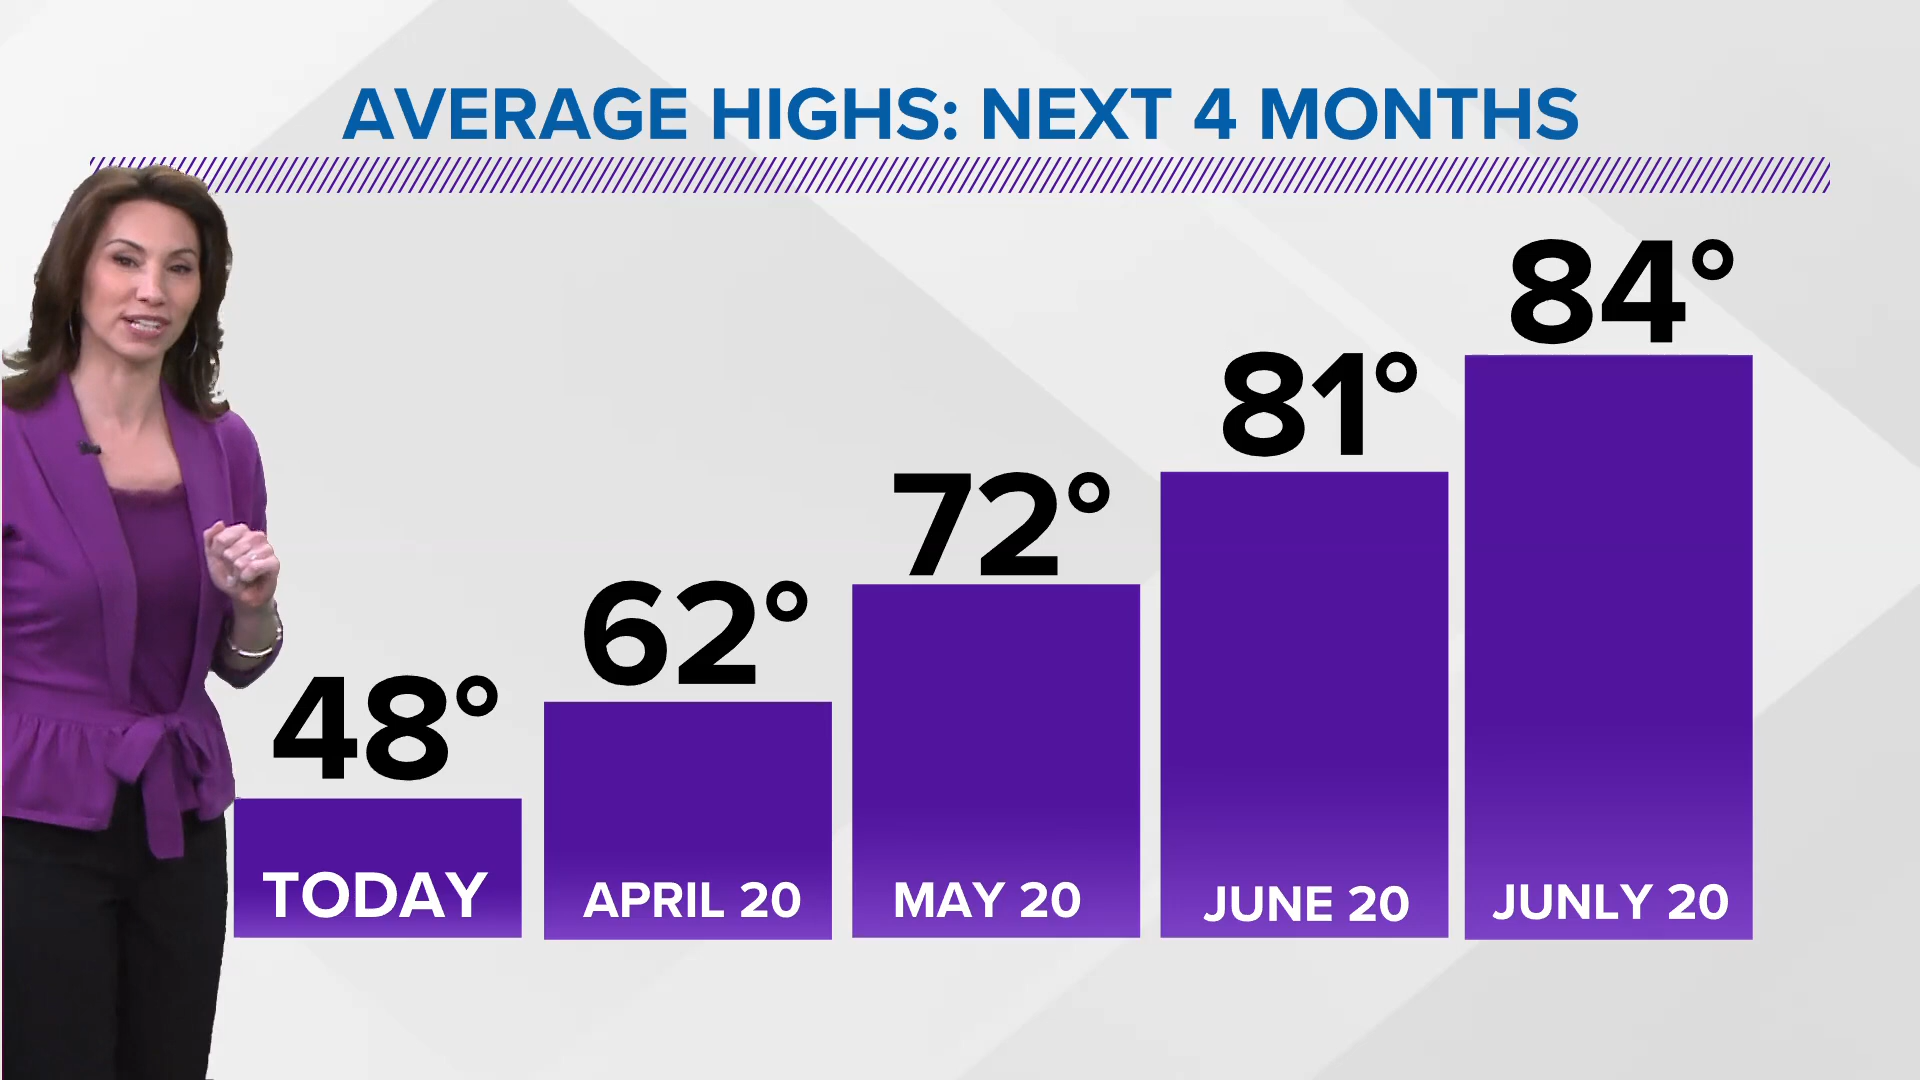 AVERAGE HIGHS: NEXT 4 MONTHS
84°
81°
72°
62°
48°
TODAY
APRIL 20
MAY 20
JUNE 20
JUNLY 20